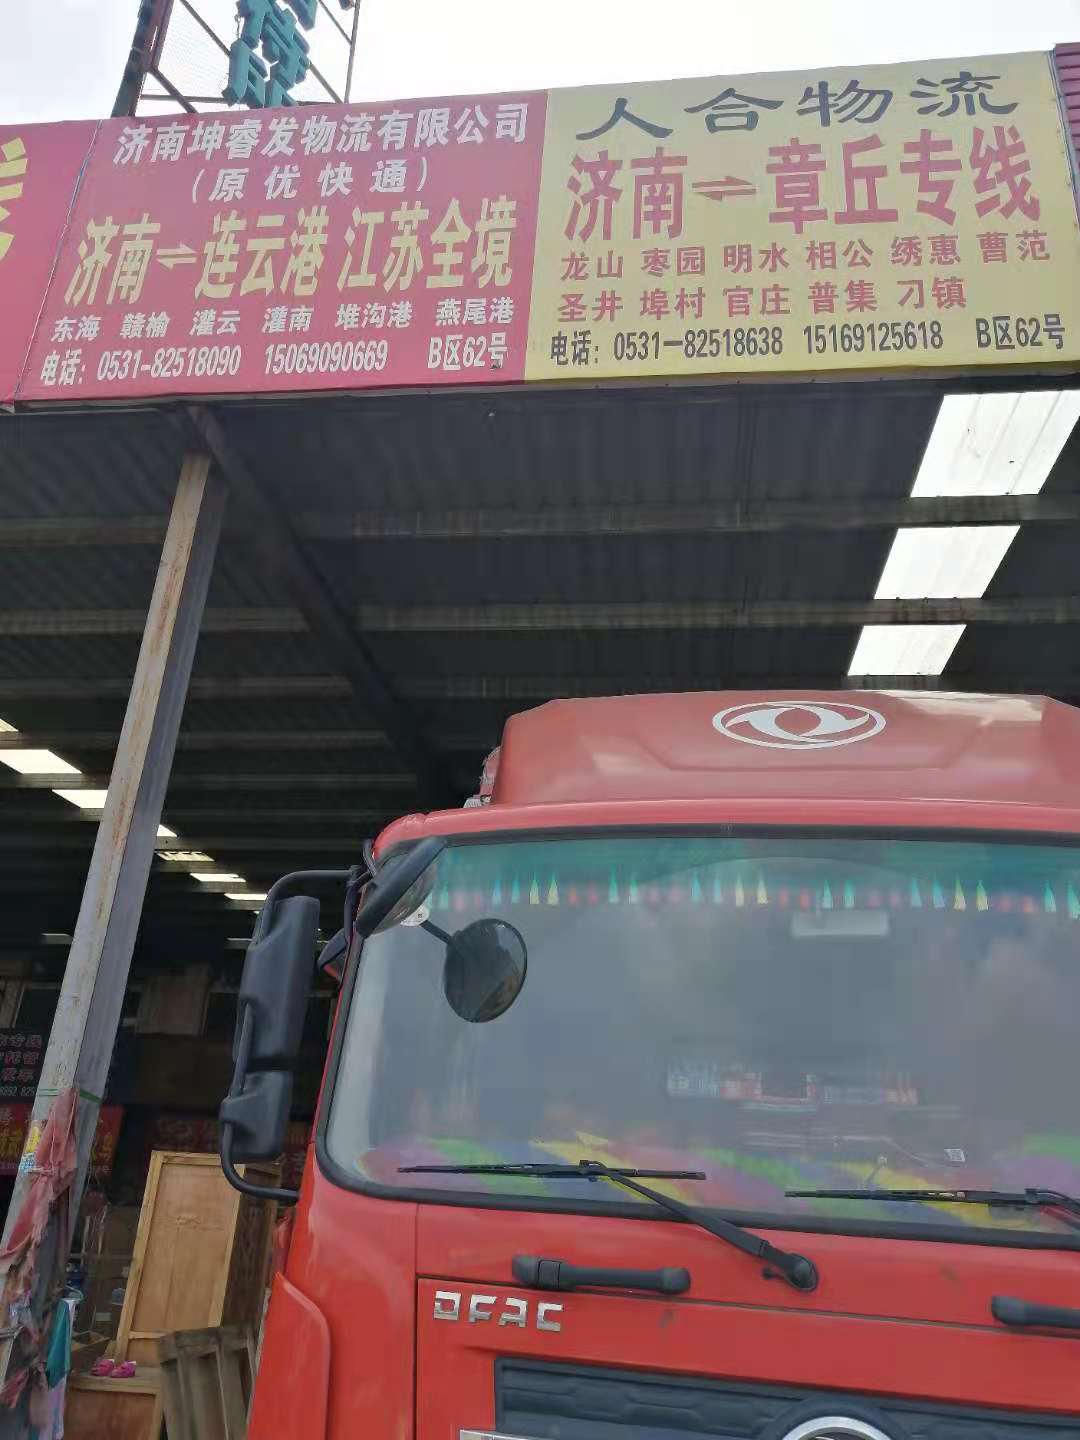 济南坤睿发物流有限公司
（原优快通）
济南⇌连云港 江苏全境
东海 赣榆 灌云 灌南 堆沟港 燕尾港
电话：0531-82518090 15069090669 B区62号
人合物流
济南⇌章丘专线
龙山 枣园 明水 相公 绣惠 曹范
圣井 埠村 官庄 普集 刁镇
电话：0531—82518638 15169125618 B区62号
DFAC